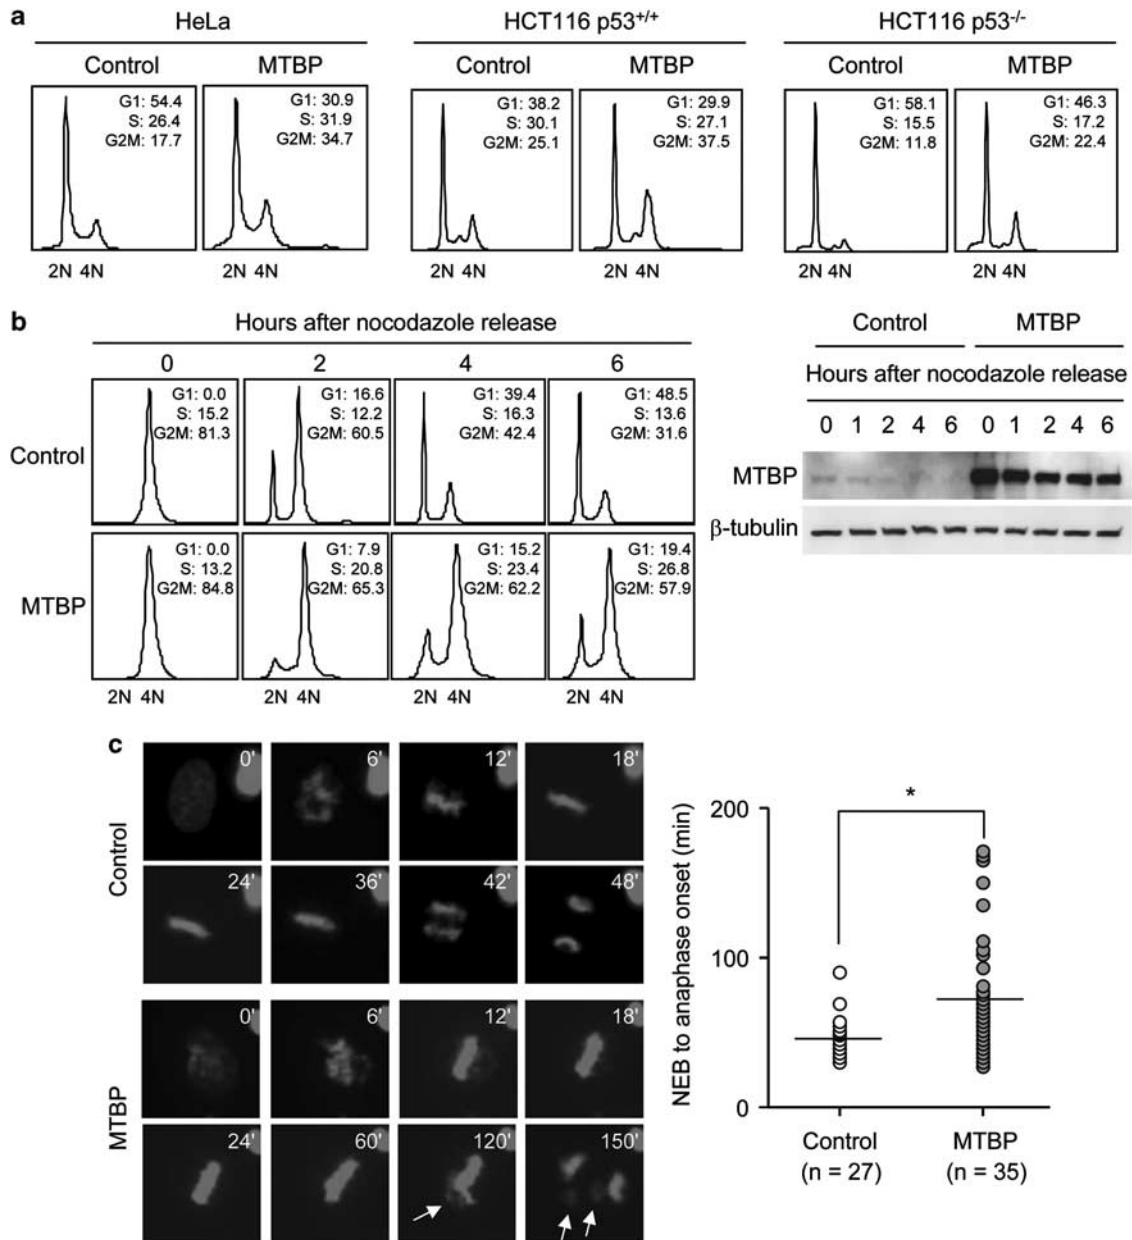 a
HeLa
HCT116 p53+/+
HCT116 p53-/-
Control
MTBP
Control
MTBP
Control
MTBP
G1: 54.4
S: 26.4
G2M: 17.7
G1: 30.9
S: 31.9
G2M: 34.7
G1: 38.2
S: 30.1
G2M: 25.1
G1: 29.9
S: 27.1
G2M: 37.5
G1: 58.1
S: 15.5
G2M: 11.8
G1: 46.3
S: 17.2
G2M: 22.4
2N 4N
2N 4N
2N 4N
2N 4N
2N 4N
2N 4N
b
Hours after nocodazole release
0
2
4
6
Control
G1: 0.0
S: 15.2
G2M: 81.3
G1: 16.6
S: 12.2
G2M: 60.5
G1: 39.4
S: 16.3
G2M: 42.4
G1: 48.5
S: 13.6
G2M: 31.6
MTBP
G1: 0.0
S: 13.2
G2M: 84.8
G1: 7.9
S: 20.8
G2M: 65.3
G1: 15.2
S: 23.4
G2M: 62.2
G1: 19.4
S: 26.8
G2M: 57.9
2N 4N
2N 4N
2N 4N
2N 4N
Control
MTBP
Hours after nocodazole release
0 1 2 4 6 0 1 2 4 6
MTBP
β-tubulin
c
Control
0'
6'
12'
18'
24'
36'
42'
48'
MTBP
0'
6'
12'
18'
24'
60'
120'
150'
NEB to anaphase onset (min)
200
100
0
*
Control
(n = 27)
MTBP
(n = 35)